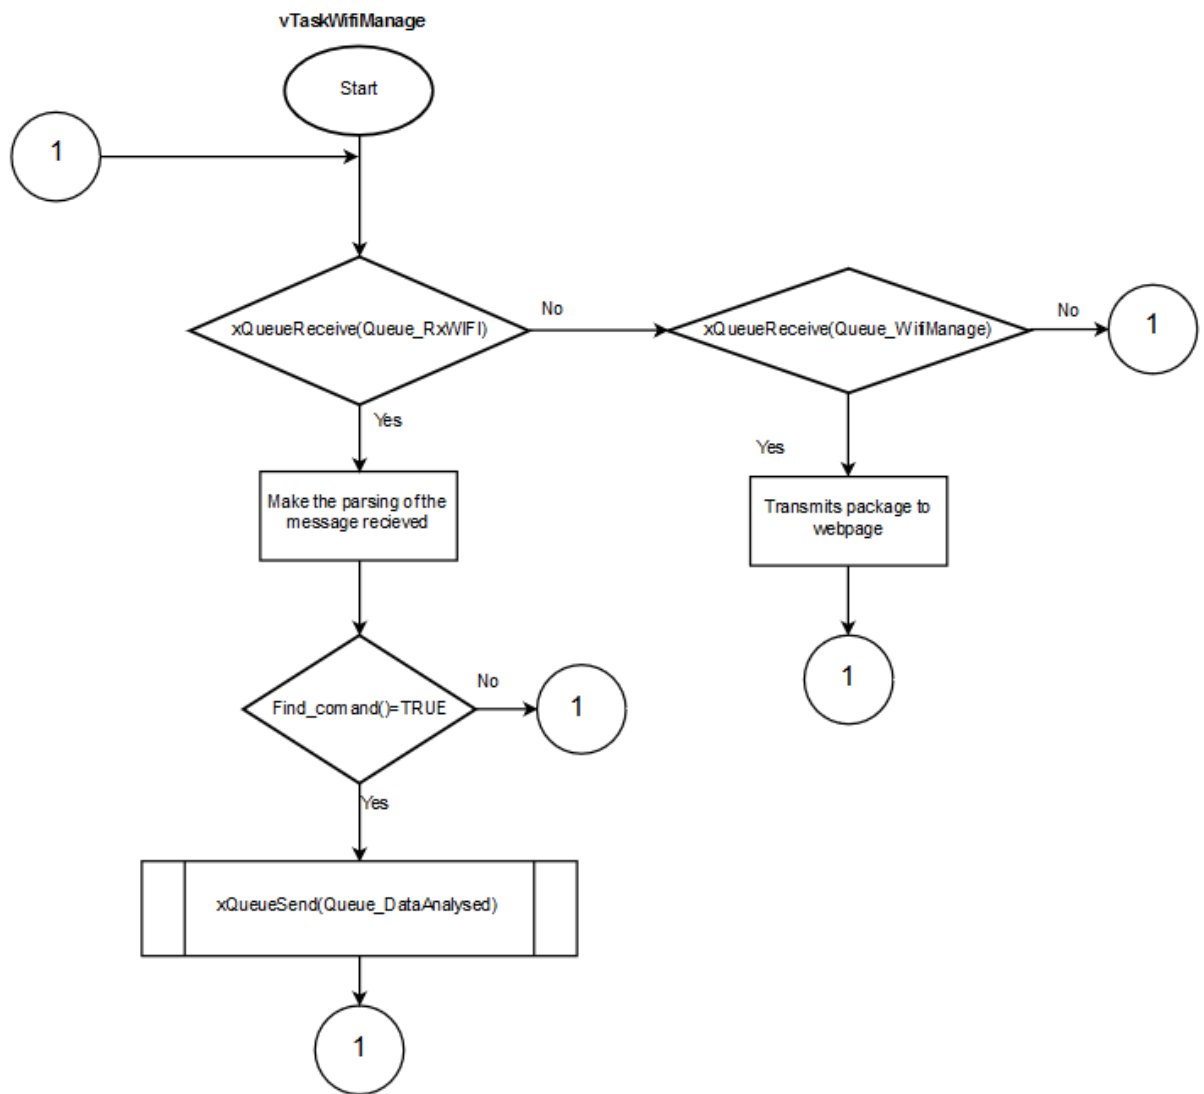 vTaskWifiManage
Start
1
xQueueReceive(Queue_RxWIFI)
No
xQueueReceive(Queue_WifiManage)
No
1
Yes
Yes
Make the parsing of the
message recieved
Transmits package to
webpage
Find_comand()=TRUE
No
1
1
Yes
xQueueSend(Queue_DataAnalysed)
1